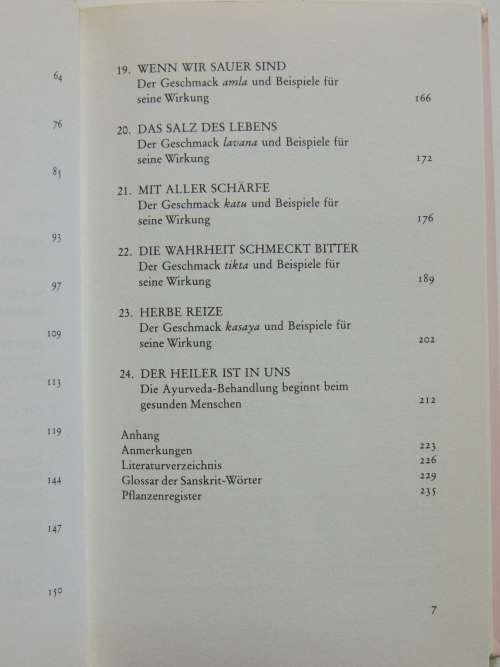 64
76
85
93
97
109
113
119
144
147
150
19. WENN WIR SAUER SIND
Der Geschmack amla und Beispiele für
seine Wirkung 166
20. DAS SALZ DES LEBENS
Der Geschmack lavana und Beispiele für
seine Wirkung 172
21. MIT ALLER SCHÄRFE
Der Geschmack katu und Beispiele für
seine Wirkung 176
22. DIE WAHRHEIT SCHMECKT BITTER
Der Geschmack tikta und Beispiele für
seine Wirkung 189
23. HERBE REIZE
Der Geschmack kasaya und Beispiele für
seine Wirkung 202
24. DER HEILER IST IN UNS
Die Ayurveda-Behandlung beginnt beim
gesunden Menschen 212
Anhang
Anmerkungen 223
Literaturverzeichnis 226
Glossar der Sanskrit-Wörter 229
Pflanzenregister 235
7